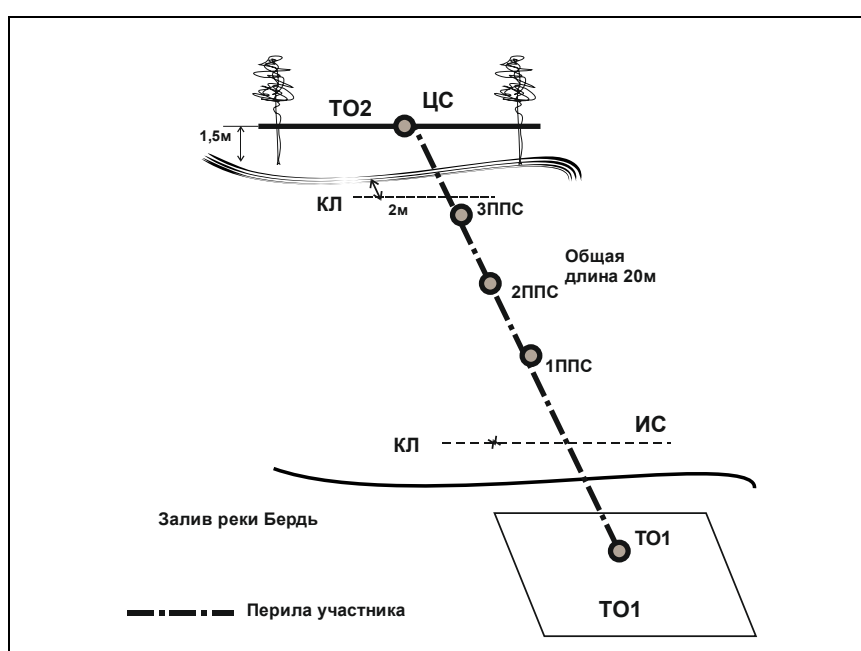 ТО2
ЦС
1,5м
КЛ
2м
3ППС
Общая
длина 20м
2ППС
1ППС
ИС
КЛ
Залив реки Бердь
ТО1
Перила участника
ТО1